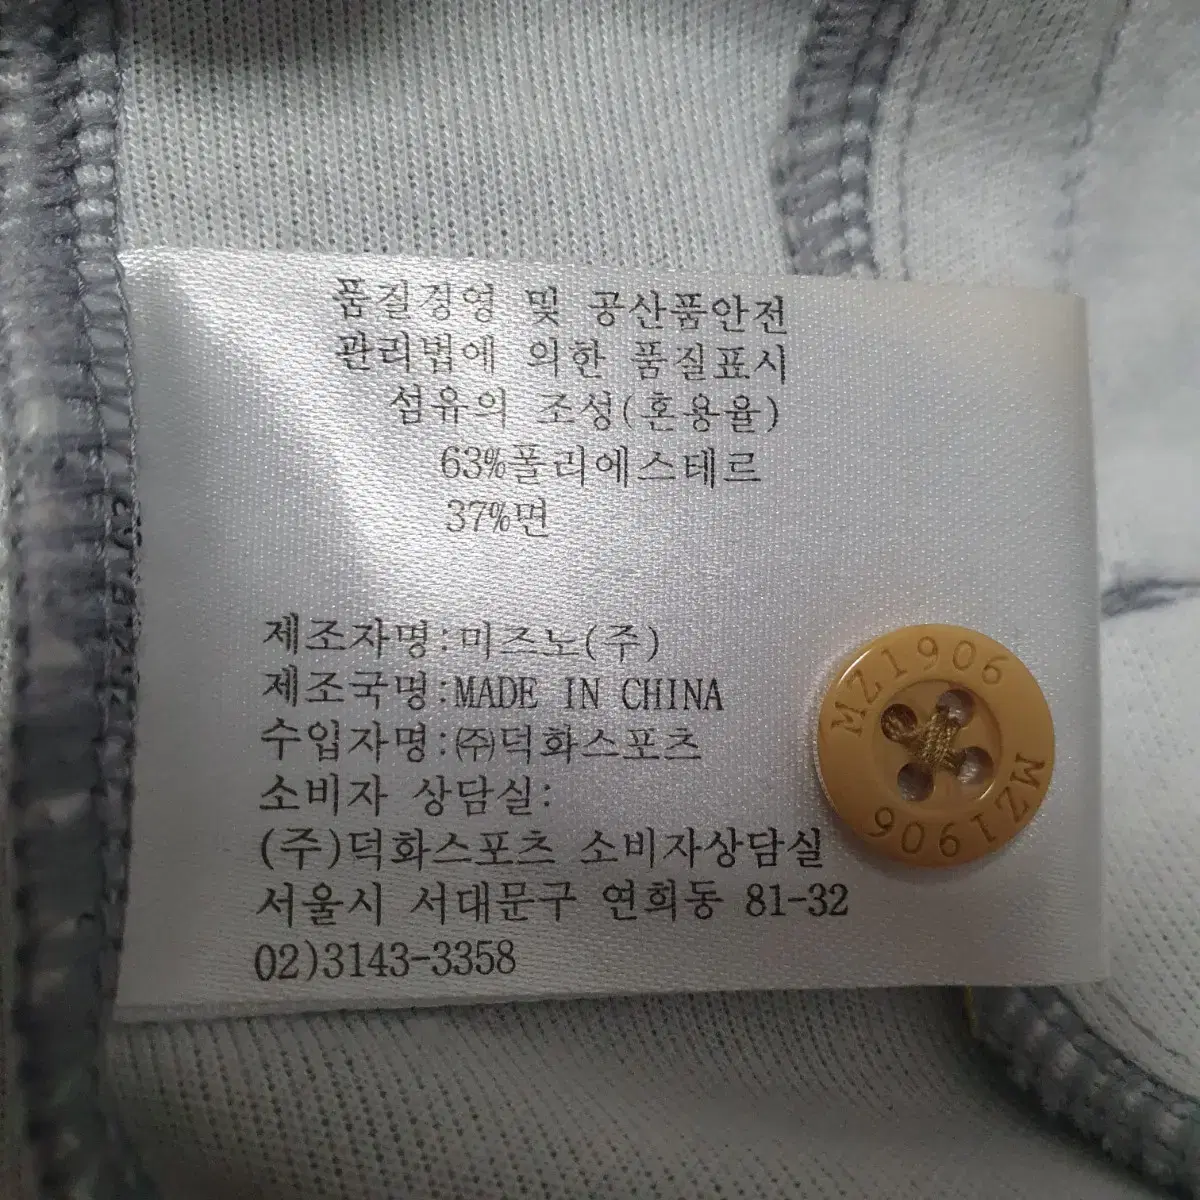 품질경영 및 공산품안전
관리법에 의한 품질표시
섬유의 조성(혼용율)
63%폴리에스테르
37%면
제조자명:미즈노(주)
제조국명:MADE IN CHINA
수입자명:㈜덕화스포츠
소비자 상담실:
(주)덕화스포츠 소비자상담실
서울시 서대문구 연희동 81-32
02)3143-3358
MZ1906
MZ1906